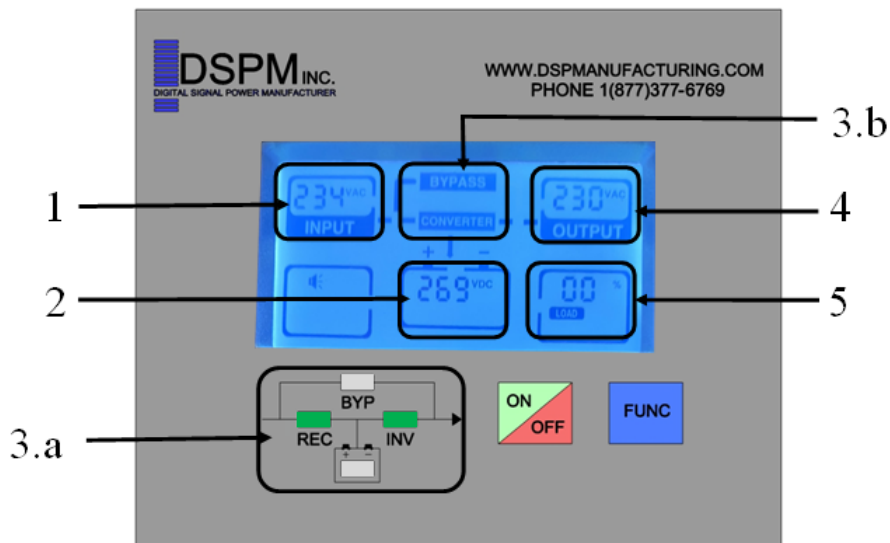 DSPM INC.
DIGITAL SIGNAL POWER MANUFACTURER
WWW.DSPMANUFACTURING.COM
PHONE 1(877)377-6769
3.b
1
234 VAC
INPUT
BYPASS
CONVERTER
230 VAC
OUTPUT
4
2
+ −
269 VDC
00 %
LOAD
5
3.a
BYP
REC
INV
+ −
ON
OFF
FUNC